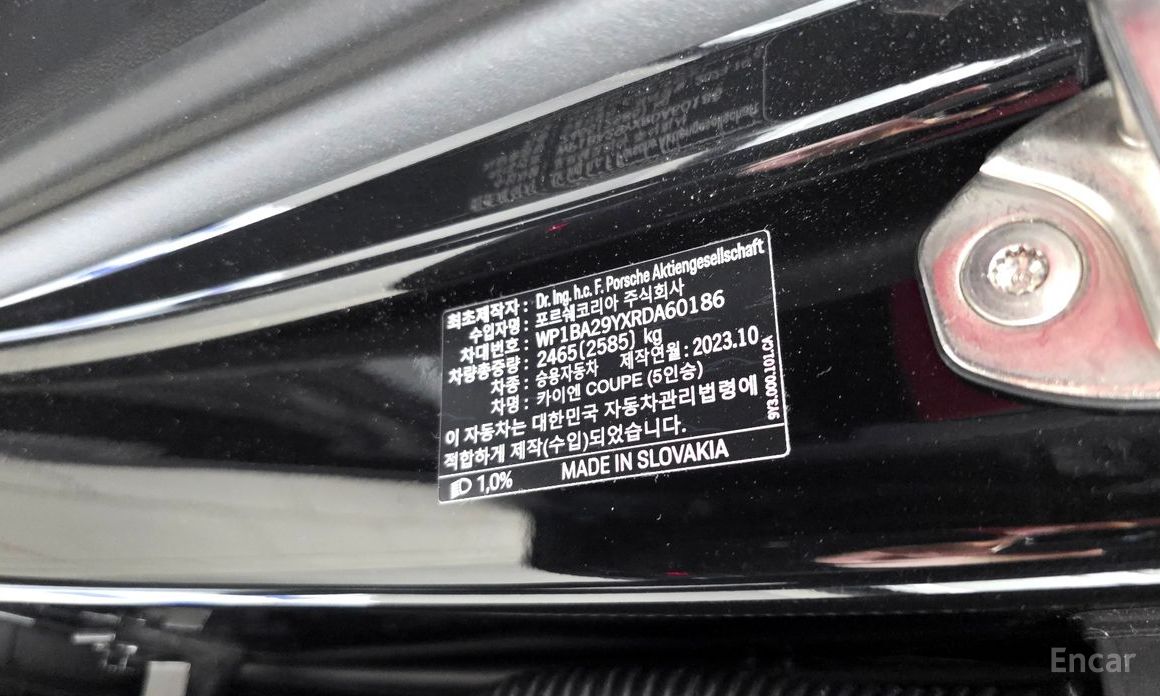 최초제작자 : Dr. Ing. h.c. F. Porsche Aktiengesellschaft
수입자명 : 포르쉐코리아 주식회사
차대번호 : WP1BA29YXRDA60186
차량총중량 : 2465(2585) kg
차종 : 승용자동차 제작연월: 2023.10
차명 : 카이엔 COUPE (5인승)
이 자동차는 대한민국 자동차관리법령에
적합하게 제작(수입)되었습니다.
9Y3.000.101.CA
1,0% MADE IN SLOVAKIA
Encar